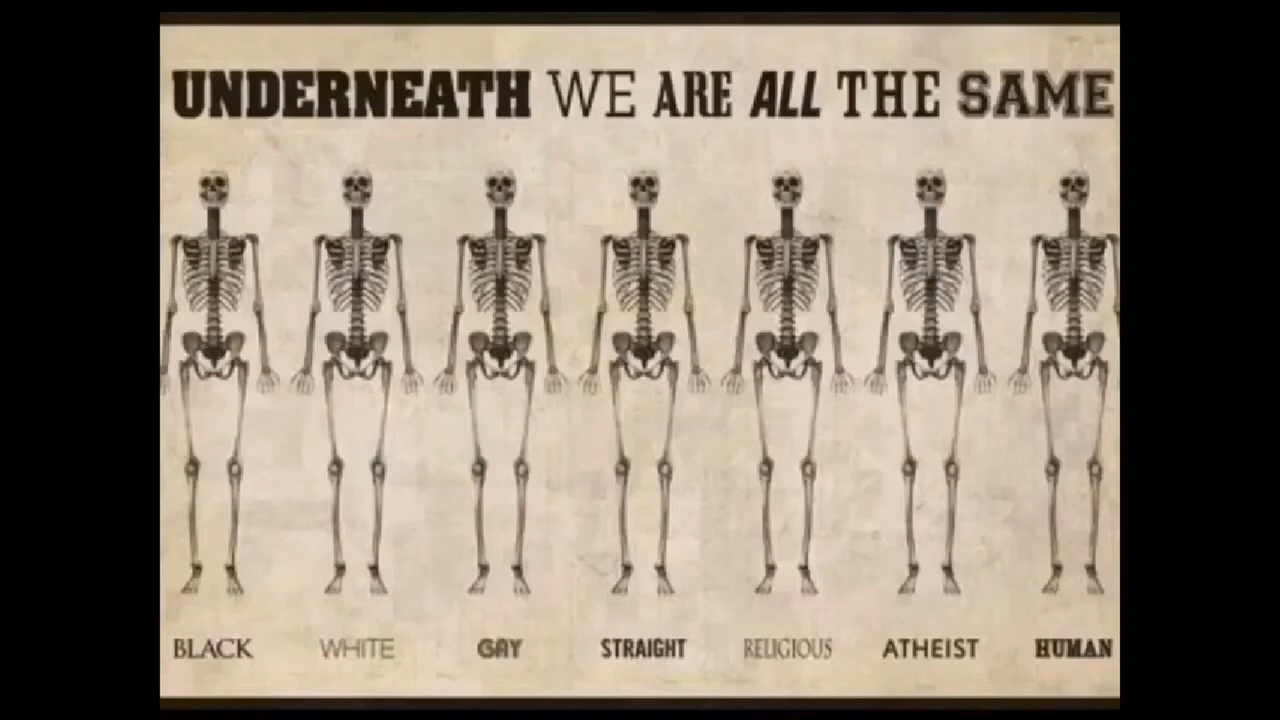 UNDERNEATH WE ARE ALL THE SAME
BLACK WHITE GAY STRAIGHT RELIGIOUS ATHEIST HUMAN